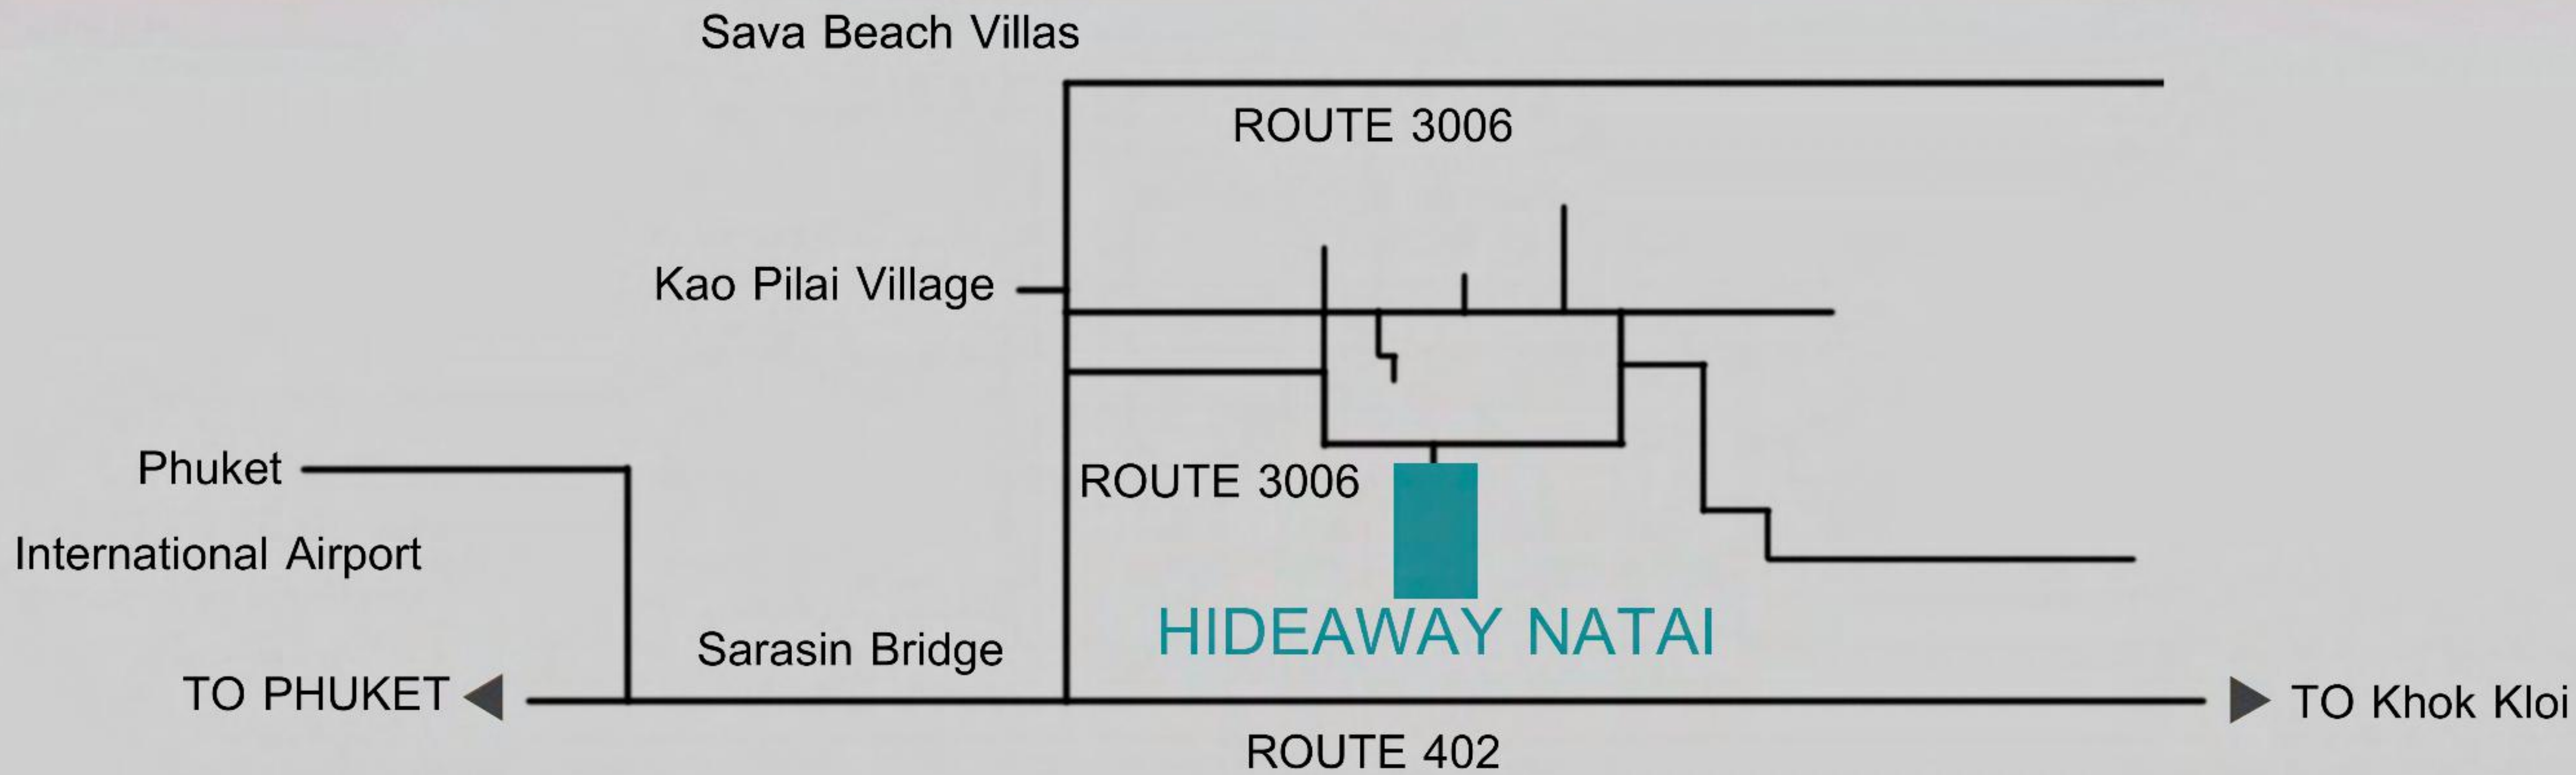 Sava Beach Villas
ROUTE 3006
Kao Pilai Village
Phuket
International Airport
ROUTE 3006
HIDEAWAY NATAI
Sarasin Bridge
TO PHUKET
TO Khok Kloi
ROUTE 402